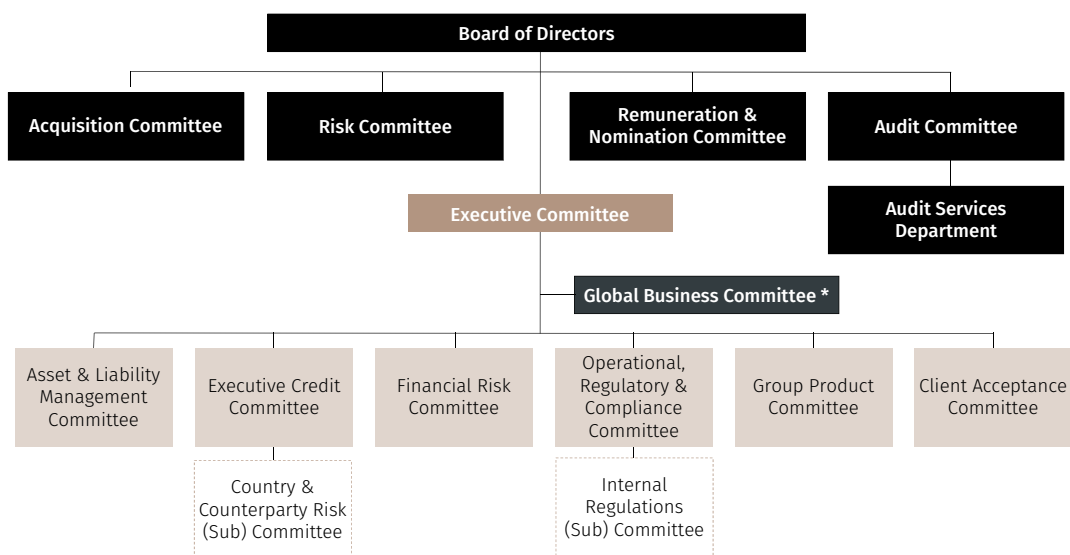 Board of Directors
Acquisition Committee
Risk Committee
Remuneration &
Nomination Committee
Audit Committee
Executive Committee
Audit Services
Department
Global Business Committee *
Asset & Liability
Management
Committee
Executive Credit
Committee
Financial Risk
Committee
Operational,
Regulatory &
Compliance
Committee
Group Product
Committee
Client Acceptance
Committee
Country &
Counterparty Risk
(Sub) Committee
Internal
Regulations
(Sub) Committee